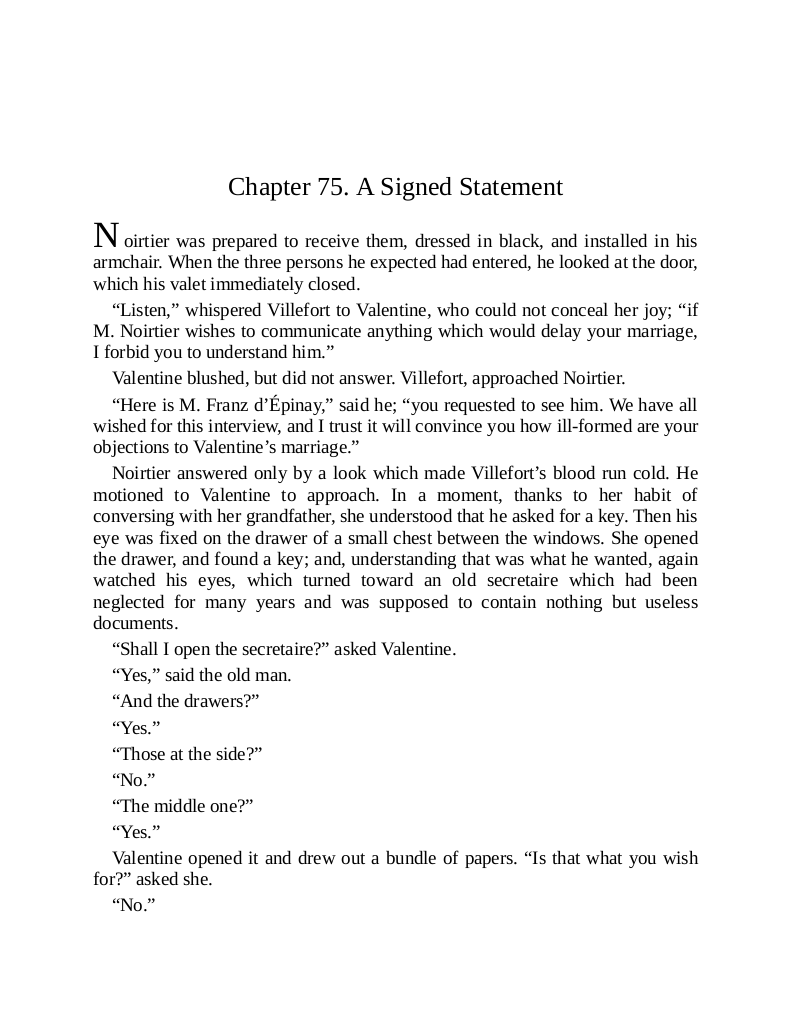 Chapter 75. A Signed Statement
Noirtier was prepared to receive them, dressed in black, and installed in his
armchair. When the three persons he expected had entered, he looked at the door,
which his valet immediately closed.
“Listen,” whispered Villefort to Valentine, who could not conceal her joy; “if
M. Noirtier wishes to communicate anything which would delay your marriage,
I forbid you to understand him.”
Valentine blushed, but did not answer. Villefort, approached Noirtier.
“Here is M. Franz d’Épinay,” said he; “you requested to see him. We have all
wished for this interview, and I trust it will convince you how ill-formed are your
objections to Valentine’s marriage.”
Noirtier answered only by a look which made Villefort’s blood run cold. He
motioned to Valentine to approach. In a moment, thanks to her habit of
conversing with her grandfather, she understood that he asked for a key. Then his
eye was fixed on the drawer of a small chest between the windows. She opened
the drawer, and found a key; and, understanding that was what he wanted, again
watched his eyes, which turned toward an old secretaire which had been
neglected for many years and was supposed to contain nothing but useless
documents.
“Shall I open the secretaire?” asked Valentine.
“Yes,” said the old man.
“And the drawers?”
“Yes.”
“Those at the side?”
“No.”
“The middle one?”
“Yes.”
Valentine opened it and drew out a bundle of papers. “Is that what you wish
for?” asked she.
“No.”